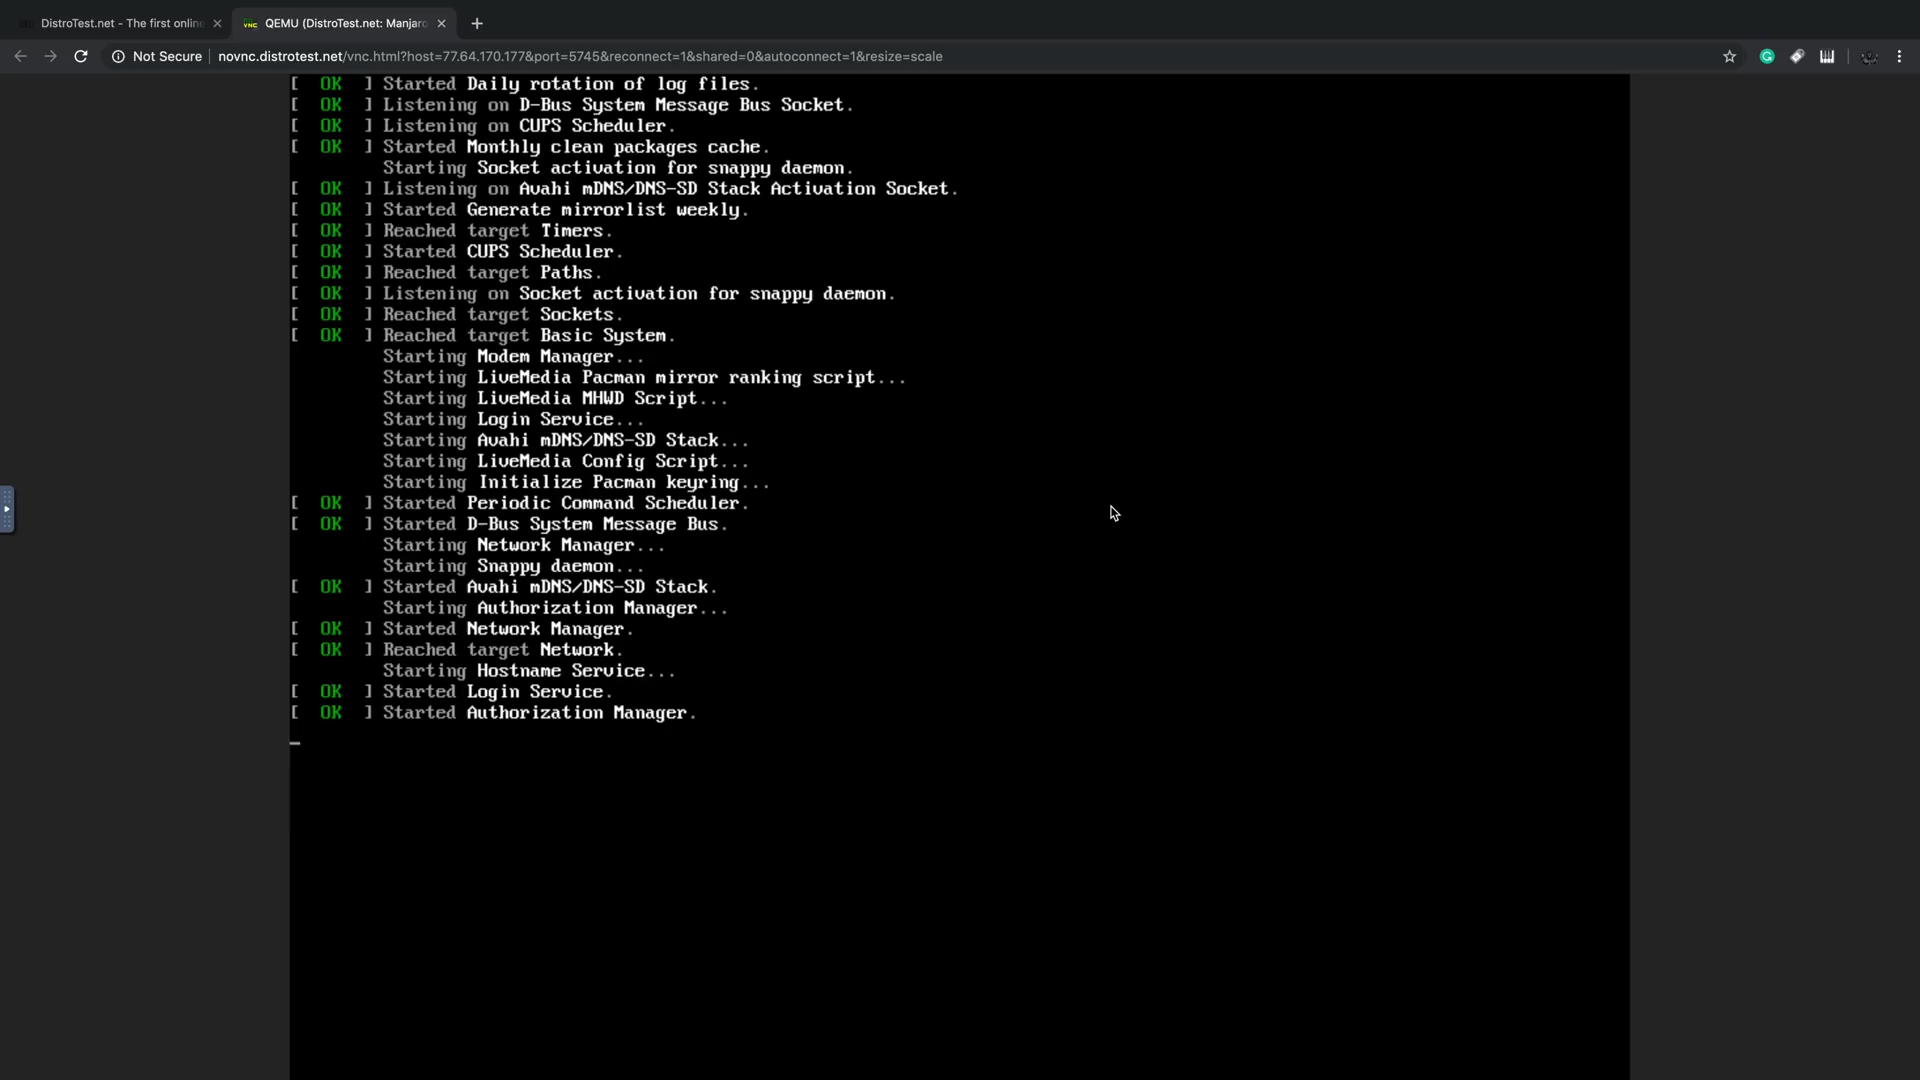 DistroTest.net - The first online
VNC QEMU (DistroTest.net: Manjaro
Not Secure novnc.distrotest.net/vnc.html?host=77.64.170.177&port=5745&reconnect=1&shared=0&autoconnect=1&resize=scale
[ OK ] Started Daily rotation of log files.
[ OK ] Listening on D-Bus System Message Bus Socket.
[ OK ] Listening on CUPS Scheduler.
[ OK ] Started Monthly clean packages cache.
Starting Socket activation for snappy daemon.
[ OK ] Listening on Avahi mDNS/DNS-SD Stack Activation Socket.
[ OK ] Started Generate mirrorlist weekly.
[ OK ] Reached target Timers.
[ OK ] Started CUPS Scheduler.
[ OK ] Reached target Paths.
[ OK ] Listening on Socket activation for snappy daemon.
[ OK ] Reached target Sockets.
[ OK ] Reached target Basic System.
Starting Modem Manager...
Starting LiveMedia Pacman mirror ranking script...
Starting LiveMedia MHWD Script...
Starting Login Service...
Starting Avahi mDNS/DNS-SD Stack...
Starting LiveMedia Config Script...
Starting Initialize Pacman keyring...
[ OK ] Started Periodic Command Scheduler.
[ OK ] Started D-Bus System Message Bus.
Starting Network Manager...
Starting Snappy daemon...
[ OK ] Started Avahi mDNS/DNS-SD Stack.
Starting Authorization Manager...
[ OK ] Started Network Manager.
[ OK ] Reached target Network.
Starting Hostname Service...
[ OK ] Started Login Service.
[ OK ] Started Authorization Manager.